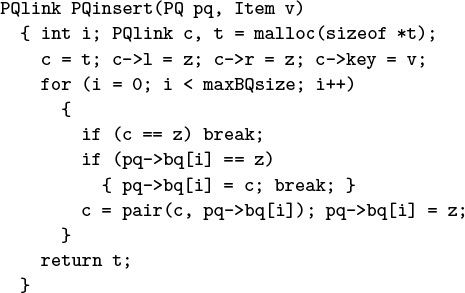 PQlink PQinsert(PQ pq, Item v)
{ int i; PQlink c, t = malloc(sizeof *t);
c = t; c->l = z; c->r = z; c->key = v;
for (i = 0; i < maxBQsize; i++)
{
if (c == z) break;
if (pq->bq[i] == z)
{ pq->bq[i] = c; break; }
c = pair(c, pq->bq[i]); pq->bq[i] = z;
}
return t;
}